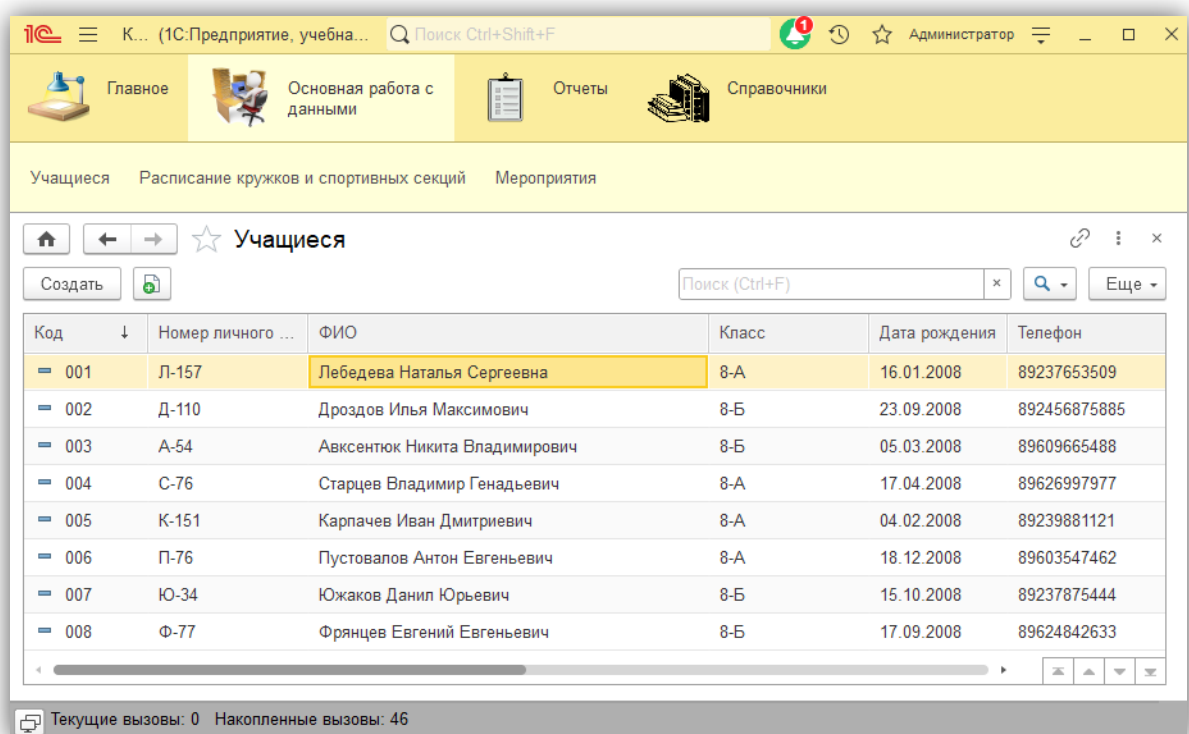 1С К... (1С:Предприятие, учебна... Поиск Ctrl+Shift+F 1 Администратор
Главное Основная работа с данными Отчеты Справочники
Учащиеся Расписание кружков и спортивных секций Мероприятия
Учащиеся
Создать Поиск (Ctrl+F) × Еще
Код ↓ Номер личного ... ФИО Класс Дата рождения Телефон
001 Л-157 Лебедева Наталья Сергеевна 8-А 16.01.2008 89237653509
002 Д-110 Дроздов Илья Максимович 8-Б 23.09.2008 892456875885
003 А-54 Авксентюк Никита Владимирович 8-Б 05.03.2008 89609665488
004 С-76 Старцев Владимир Генадьевич 8-А 17.04.2008 89626997977
005 К-151 Карпачев Иван Дмитриевич 8-А 04.02.2008 89239881121
006 П-76 Пустовалов Антон Евгеньевич 8-А 18.12.2008 89603547462
007 Ю-34 Южаков Данил Юрьевич 8-Б 15.10.2008 89237875444
008 Ф-77 Фрянцев Евгений Евгеньевич 8-Б 17.09.2008 89624842633
Текущие вызовы: 0 Накопленные вызовы: 46